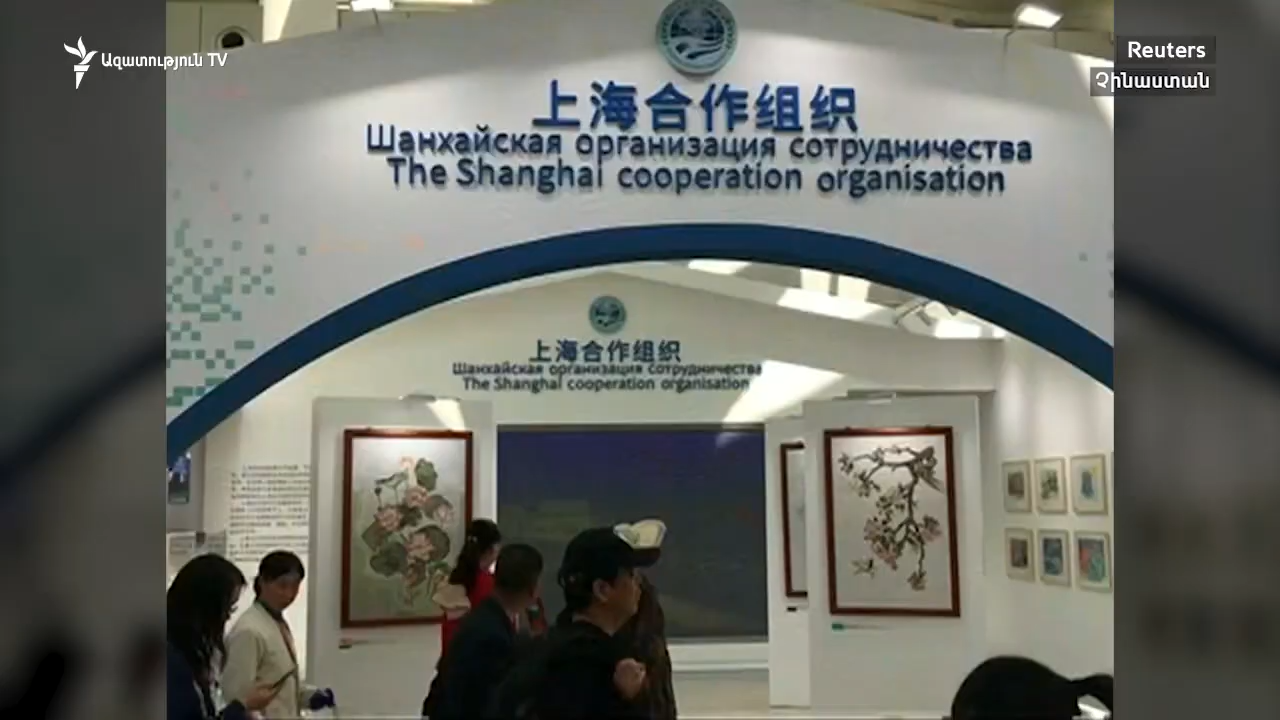 Ազատություն TV
Reuters
Չինաստան
上海合作组织
Шанхайская организация сотрудничества
The Shanghai cooperation organisation
上海合作组织
Шанхайская организация сотрудничества
The Shanghai cooperation organisation